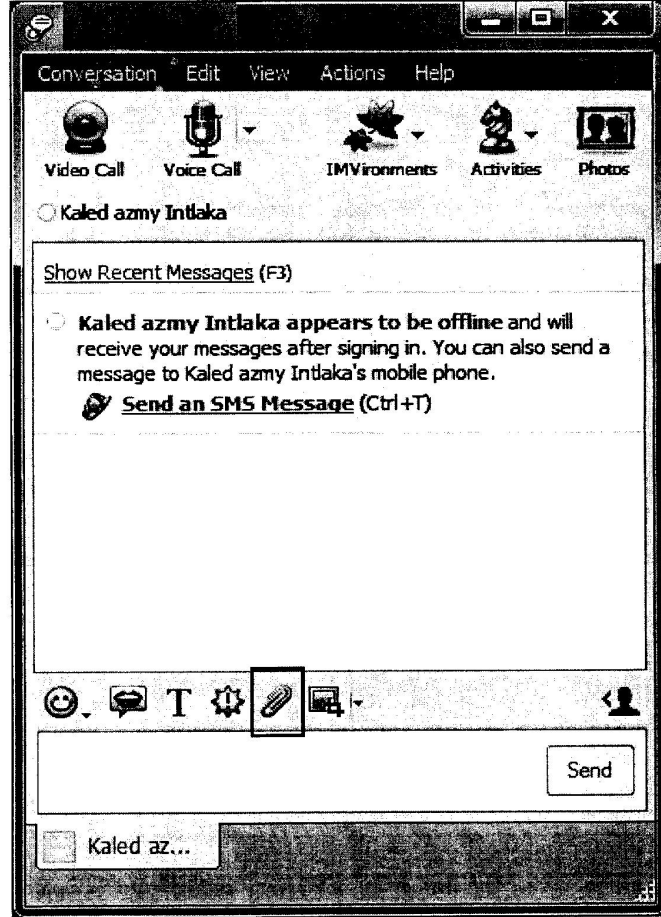 Conversation Edit View Actions Help
Video Call Voice Call IMVironments Activities Photos
Kaled azmy Intlaka
Show Recent Messages (F3)
Kaled azmy Intlaka appears to be offline and will
receive your messages after signing in. You can also send a
message to Kaled azmy Intlaka's mobile phone.
Send an SMS Message (Ctrl+T)
T
Send
Kaled az...